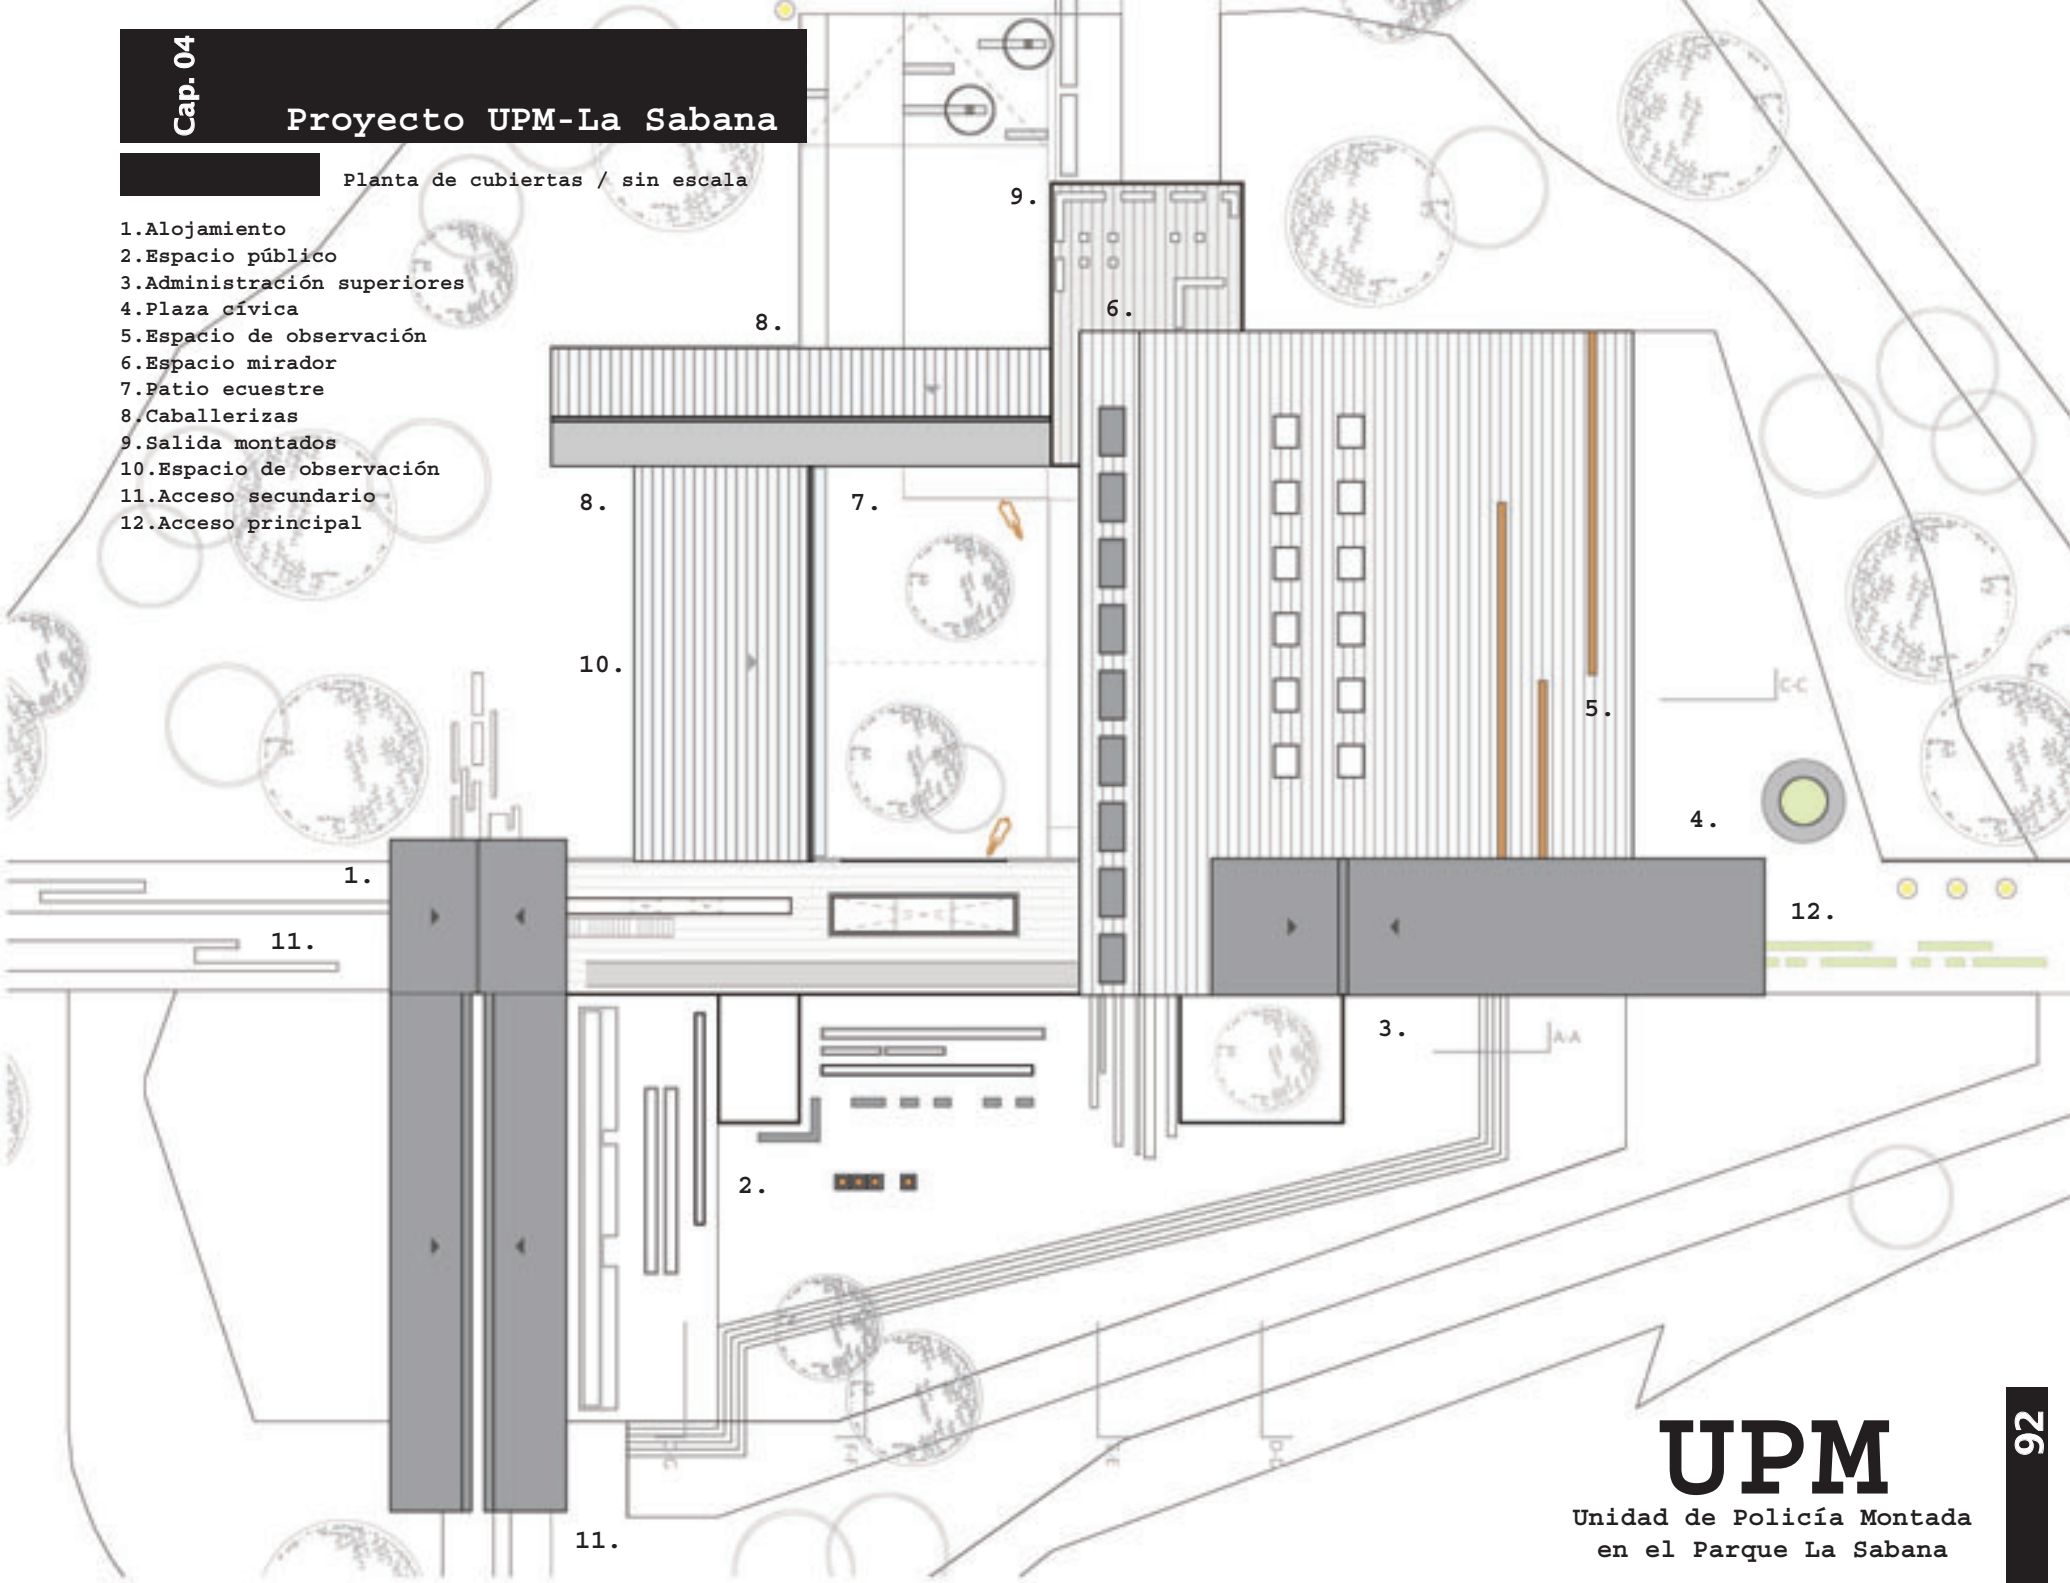 Cap. 04
Proyecto UPM-La Sabana
Planta de cubiertas / sin escala
1.Alojamiento
2.Espacio público
3.Administración superiores
4.Plaza cívica
5.Espacio de observación
6.Espacio mirador
7.Patio ecuestre
8.Caballerizas
9.Salida montados
10.Espacio de observación
11.Acceso secundario
12.Acceso principal
9.
8.
6.
8.
7.
10.
5.
C-C
4.
1.
12.
11.
3.
A-A
2.
11.
UPM
Unidad de Policía Montada
en el Parque La Sabana
92